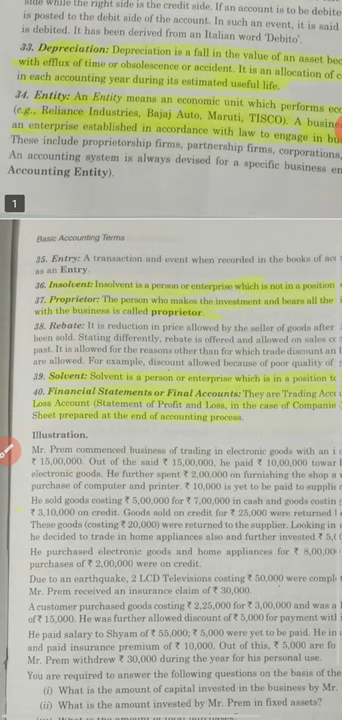 side while the right side is the credit side. If an account is to be debite
is posted to the debit side of the account. In such an event, it is said
is debited. It has been derived from an Italian word 'Debito'.
33. Depreciation: Depreciation is a fall in the value of an asset bec
with efflux of time or obsolescence or accident. It is an allocation of c
in each accounting year during its estimated useful life.
34. Entity: An Entity means an economic unit which performs eco
(e.g., Reliance Industries, Bajaj Auto, Maruti, TISCO). A busin
an enterprise established in accordance with law to engage in bu
These include proprietorship firms, partnership firms, corporations,
An accounting system is always devised for a specific business en
Accounting Entity).
1
Basic Accounting Terms
35. Entry: A transaction and event when recorded in the books of acc
as an Entry.
36. Insolvent: Insolvent is a person or enterprise which is not in a position
37. Proprietor: The person who makes the investment and bears all the
with the business is called proprietor.
38. Rebate: It is reduction in price allowed by the seller of goods after
been sold. Stating differently, rebate is offered and allowed on sales
past. It is allowed for the reasons other than for which trade discount an
are allowed. For example, discount allowed because of poor quality of
39. Solvent: Solvent is a person or enterprise which is in a position to
40. Financial Statements or Final Accounts: They are Trading Acc
Loss Account (Statement of Profit and Loss, in the case of Companie
Sheet prepared at the end of accounting process.
Illustration.
Mr. Prem commenced business of trading in electronic goods with an
₹ 15,00,000. Out of the said ₹ 15,00,000, he paid ₹ 10,00,000 towar
electronic goods. He further spent ₹ 2,00,000 on furnishing the shop a
purchase of computer and printer. ₹ 10,000 is yet to be paid to supplie
He sold goods costing ₹ 5,00,000 for ₹ 7,00,000 in cash and goods costin
₹ 3,10,000 on credit. Goods sold on credit for ₹ 25,000 were returned
These goods (costing ₹ 20,000) were returned to the supplier. Looking in
he decided to trade in home appliances also and further invested ₹ 5,0
He purchased electronic goods and home appliances for ₹ 8,00,00
purchases of ₹ 2,00,000 were on credit.
Due to an earthquake, 2 LCD Televisions costing ₹ 50,000 were compl
Mr. Prem received an insurance claim of ₹ 30,000.
A customer purchased goods costing ₹ 2,25,000 for ₹ 3,00,000 and was a
of ₹ 15,000. He was further allowed discount of ₹ 5,000 for payment
He paid salary to Shyam of ₹ 55,000; ₹ 5,000 were yet to be paid. He
and paid insurance premium of ₹ 10,000. Out of this, ₹ 5,000 are fo
Mr. Prem withdrew ₹ 30,000 during the year for his personal use.
You are required to answer the following questions on the basis of the
(i) What is the amount of capital invested in the business by Mr.
(ii) What is the amount invested by Mr. Prem in fixed assets?